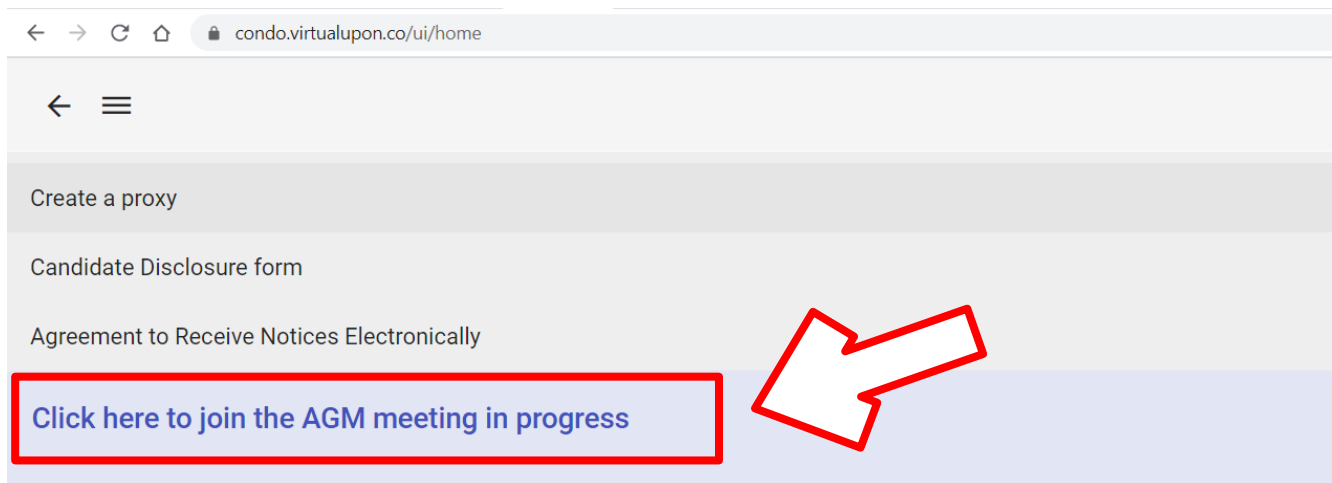 condo.virtualupon.co/ui/home
Create a proxy
Candidate Disclosure form
Agreement to Receive Notices Electronically
Click here to join the AGM meeting in progress